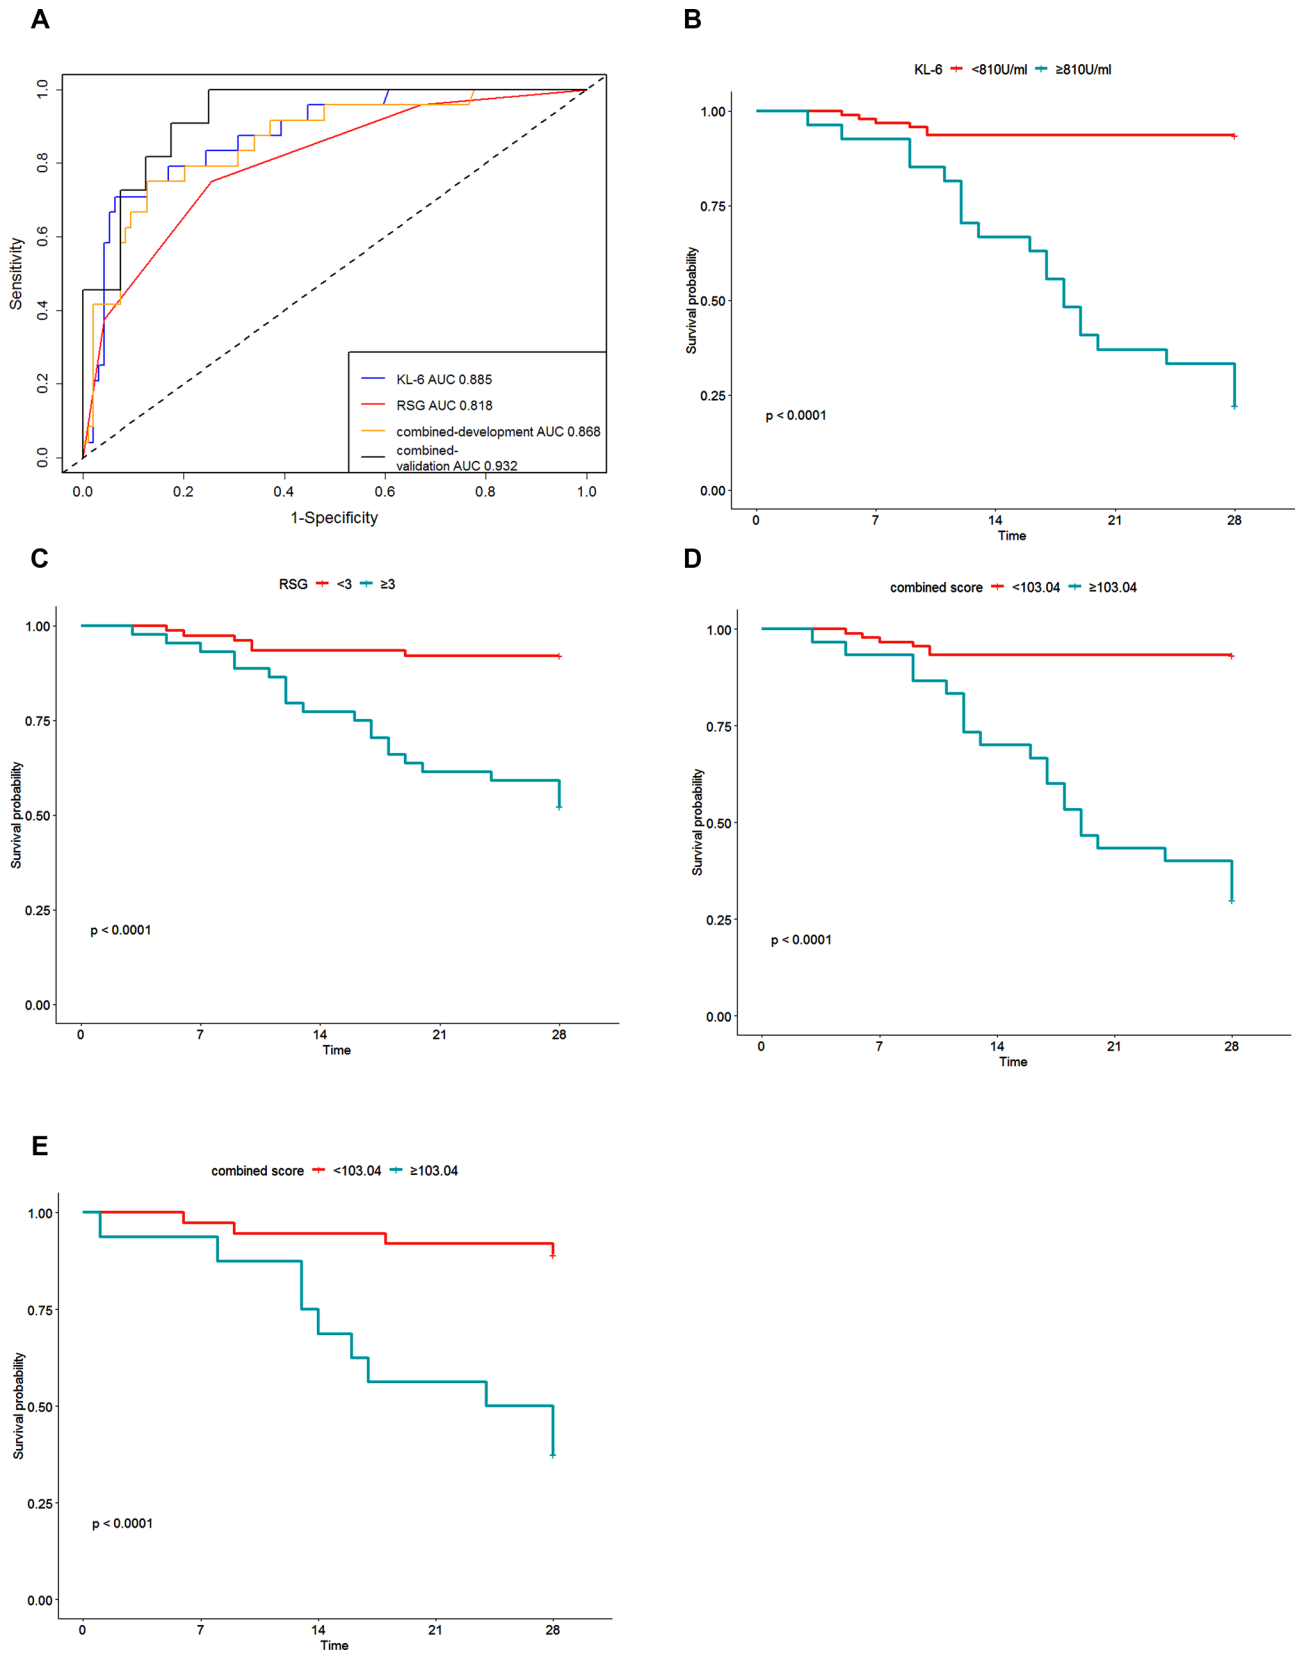 A
1.0
0.8
0.6
0.4
0.2
0.0
Sensitivity
KL-6 AUC 0.885
RSG AUC 0.818
combined-development AUC 0.868
combined-
validation AUC 0.932
0.0 0.2 0.4 0.6 0.8 1.0
1-Specificity
B
KL-6 <810U/ml ≥810U/ml
1.00
0.75
0.50
0.25
0.00
Survival probability
p < 0.0001
0 7 14 21 28
Time
C
RSG <3 ≥3
1.00
0.75
0.50
0.25
0.00
Survival probability
p < 0.0001
0 7 14 21 28
Time
D
combined score <103.04 ≥103.04
1.00
0.75
0.50
0.25
0.00
Survival probability
p < 0.0001
0 7 14 21 28
Time
E
combined score <103.04 ≥103.04
1.00
0.75
0.50
0.25
0.00
Survival probability
p < 0.0001
0 7 14 21 28
Time